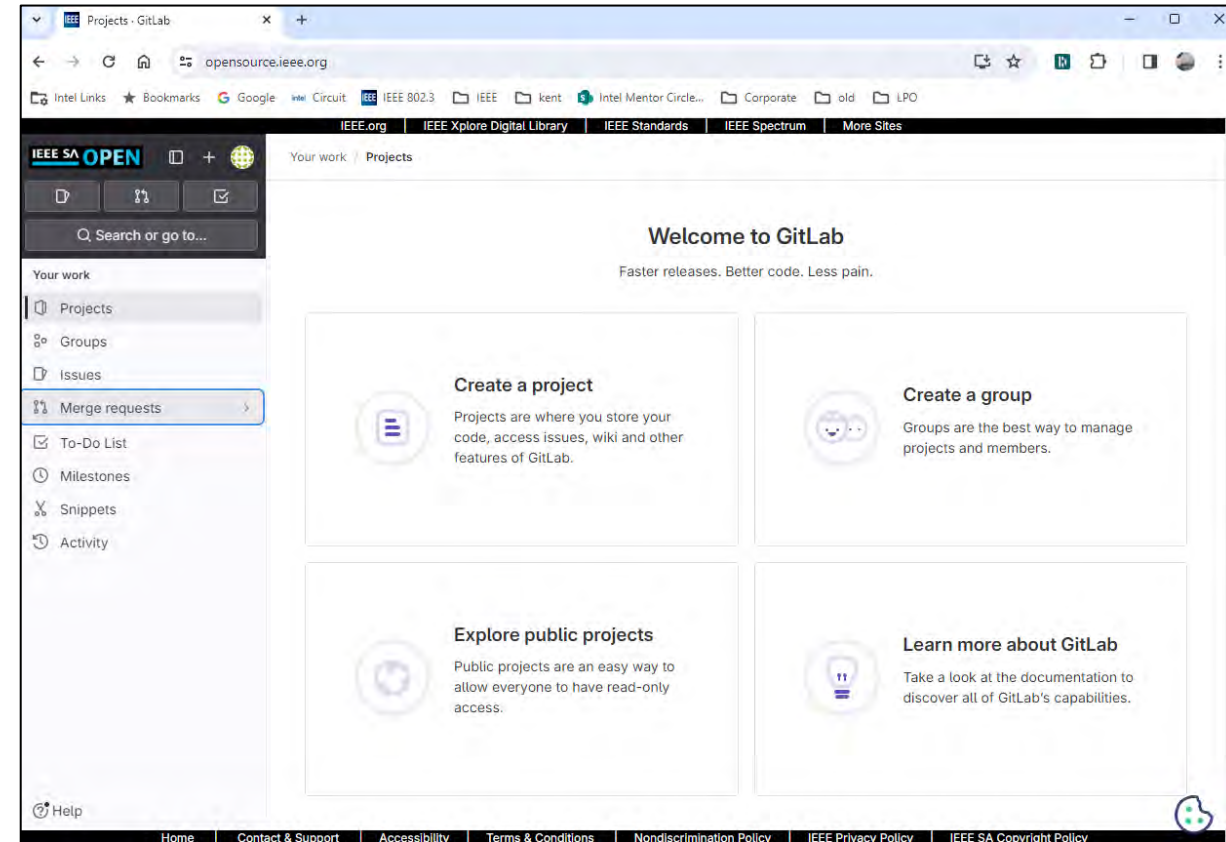 IEEE Projects · GitLab
opensource.ieee.org
Intel Links Bookmarks Google intel Circuit IEEE IEEE 802.3 IEEE kent Intel Mentor Circle... Corporate old LPO
IEEE.org IEEE Xplore Digital Library IEEE Standards IEEE Spectrum More Sites
IEEE SA OPEN
Your work / Projects
Search or go to...
Welcome to GitLab
Faster releases. Better code. Less pain.
Your work
Projects
Groups
Issues
Merge requests
To-Do List
Milestones
Snippets
Activity
Create a project
Projects are where you store your
code, access issues, wiki and other
features of GitLab.
Create a group
Groups are the best way to manage
projects and members.
Explore public projects
Public projects are an easy way to
allow everyone to have read-only
access.
Learn more about GitLab
Take a look at the documentation to
discover all of GitLab's capabilities.
Help
Home Contact & Support Accessibility Terms & Conditions Nondiscrimination Policy IEEE Privacy Policy IEEE SA Copyright Policy